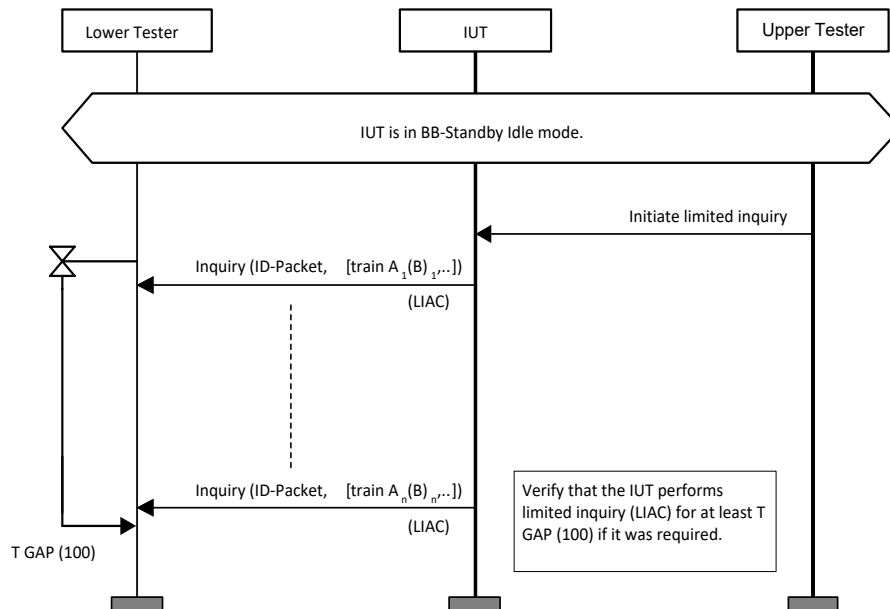 Lower Tester
IUT
Upper Tester
IUT is in BB-Standby Idle mode.
Initiate limited inquiry
Inquiry (ID-Packet, [train A1(B)1,..])
(LIAC)
Inquiry (ID-Packet, [train An(B)n,..])
(LIAC)
Verify that the IUT performs
limited inquiry (LIAC) for at least T
GAP (100) if it was required.
T GAP (100)